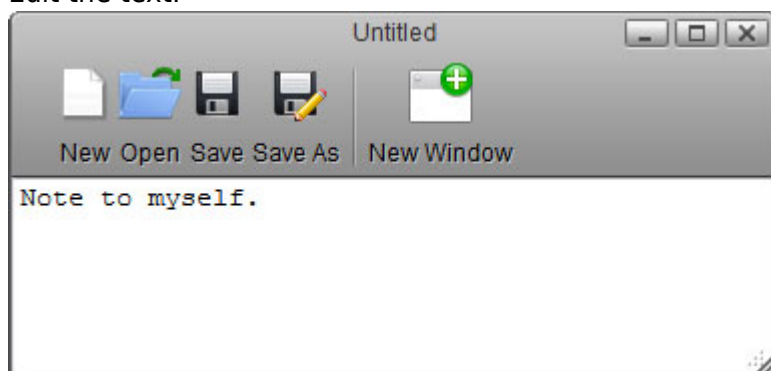 Edit the text.
Untitled
New Open Save Save As New Window
Note to myself.